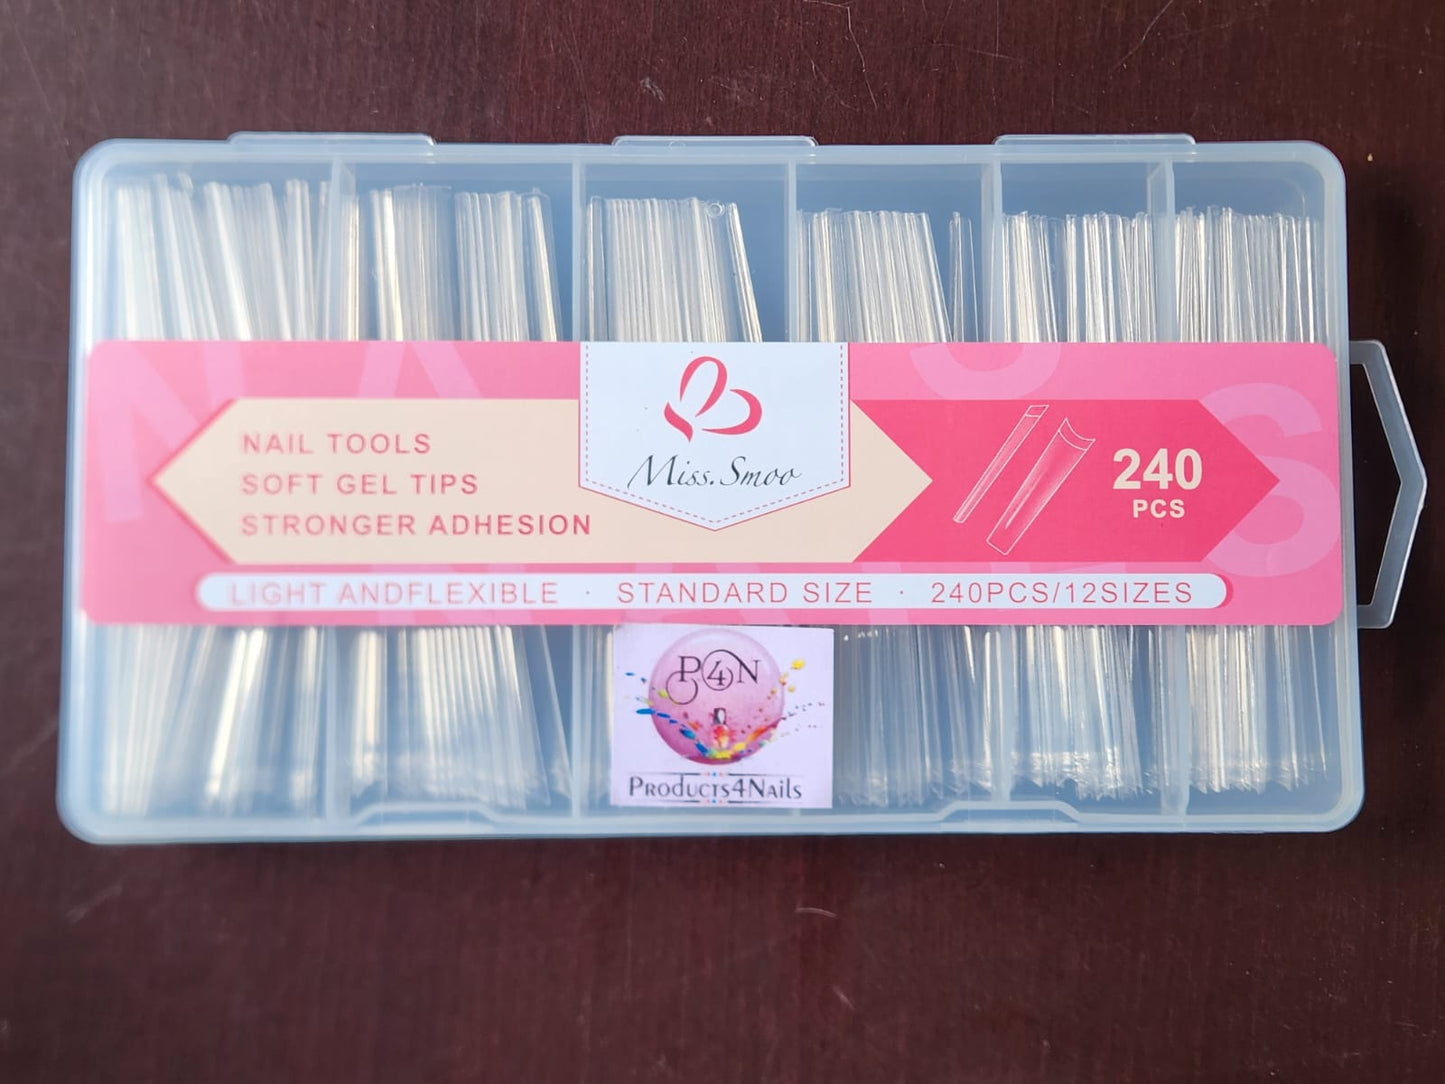 Miss. Smoo
NAIL TOOLS
SOFT GEL TIPS
STRONGER ADHESION
240
PCS
LIGHT ANDFLEXIBLE · STANDARD SIZE · 240PCS/12SIZES
P4N
PRODUCTS4NAILS